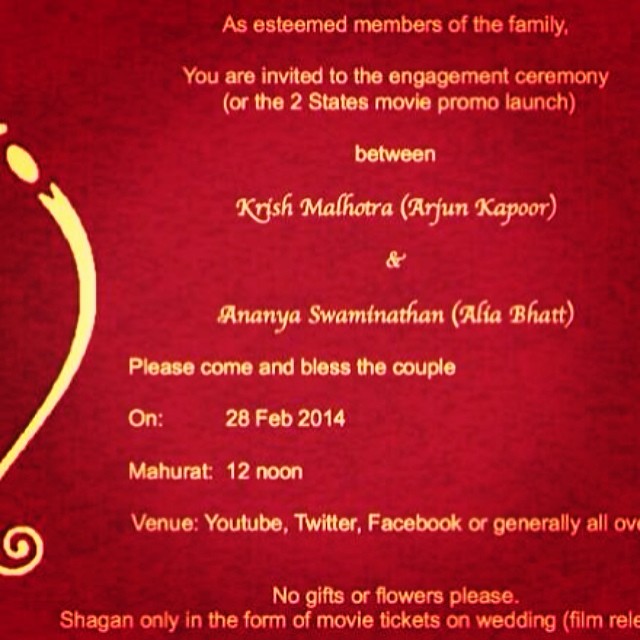 As esteemed members of the family,
You are invited to the engagement ceremony
(or the 2 States movie promo launch)
between
Krish Malhotra (Arjun Kapoor)
&
Ananya Swaminathan (Alia Bhatt)
Please come and bless the couple
On: 28 Feb 2014
Mahurat: 12 noon
Venue: Youtube, Twitter, Facebook or generally all
No gifts or flowers please.
Shagan only in the form of movie tickets on wedding (film